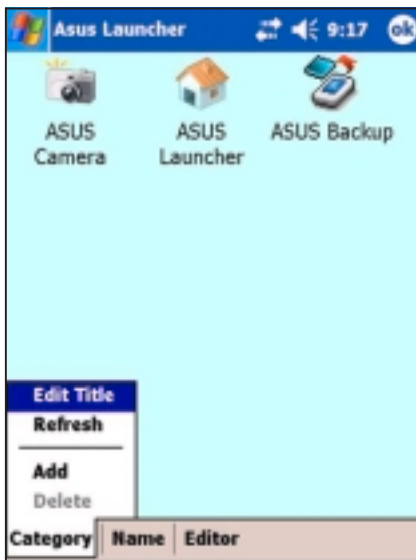 Asus Launcher 9:17 ok
ASUS Camera
ASUS Launcher
ASUS Backup
Edit Title
Refresh
Add
Delete
Category Name Editor